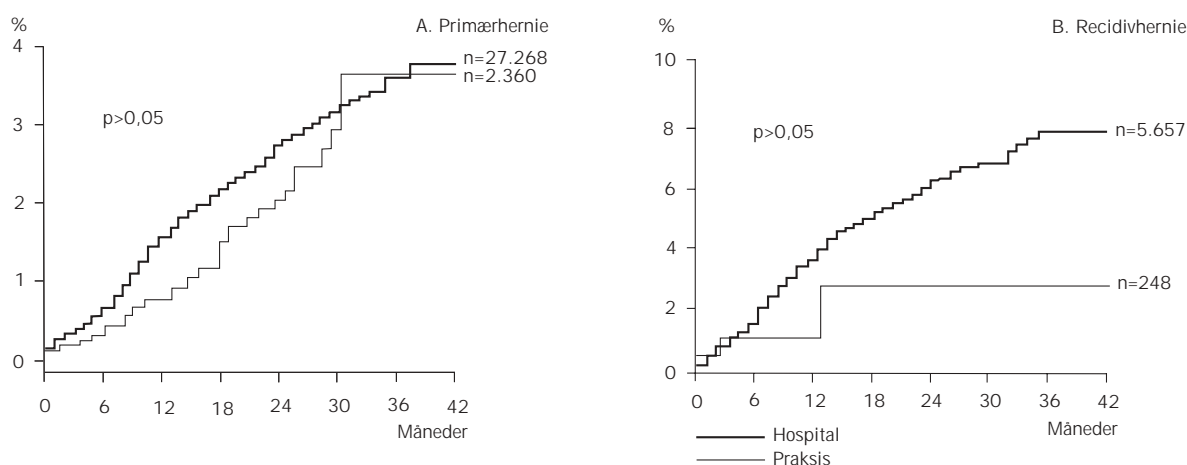 %
A. Primærhernie
4
n=27.268
n=2.360
p>0,05
3
2
1
0
0 6 12 18 24 30 36 42
Måneder
%
B. Recidivhernie
10
8
p>0,05
n=5.657
6
4
n=248
2
0
0 6 12 18 24 30 36 42
Måneder
Hospital
Praksis